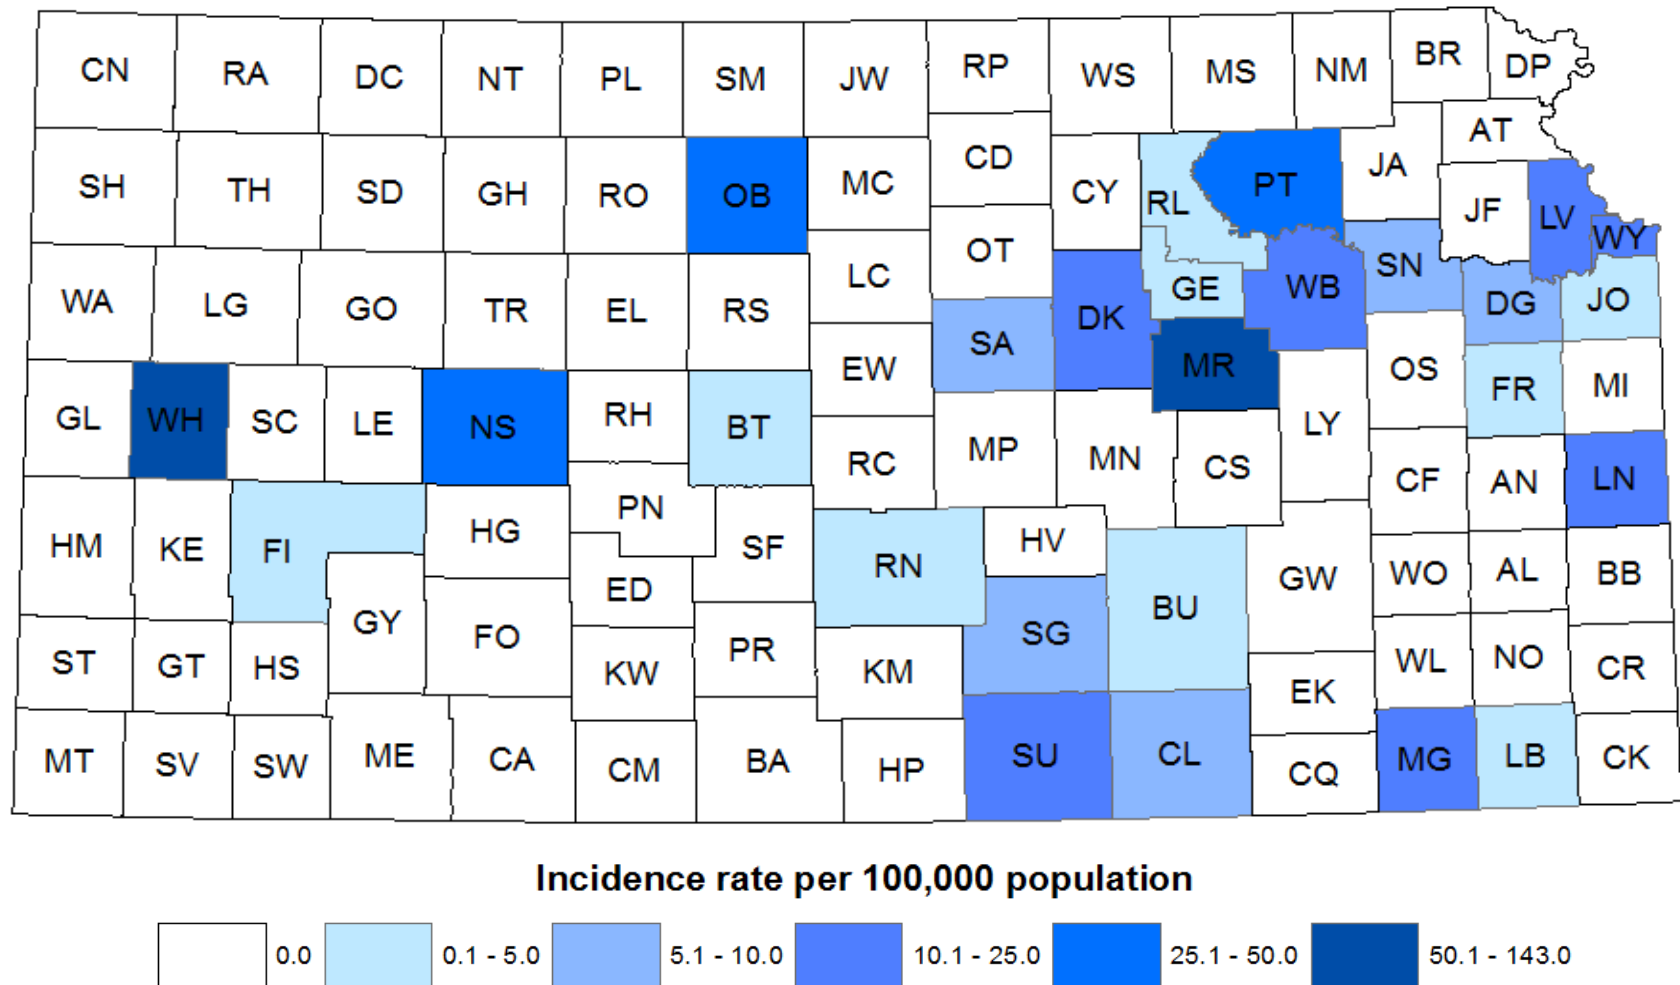 CN RA DC NT PL SM JW RP WS MS NM BR DP
AT
SH TH SD GH RO OB MC CD CY RL PT JA JF LV WY
WA LG GO TR EL RS LC OT GE WB SN DG JO
GL WH SC LE NS RH BT EW SA DK MR OS FR MI
HM KE FI HG PN SF RC MP MN CS LY CF AN LN
GY ED RN HV BU GW WO AL BB
ST GT HS FO KW PR KM SG EK WL NO CR
MT SV SW ME CA CM BA HP SU CL CQ MG LB CK
Incidence rate per 100,000 population
0.0 0.1 - 5.0 5.1 - 10.0 10.1 - 25.0 25.1 - 50.0 50.1 - 143.0